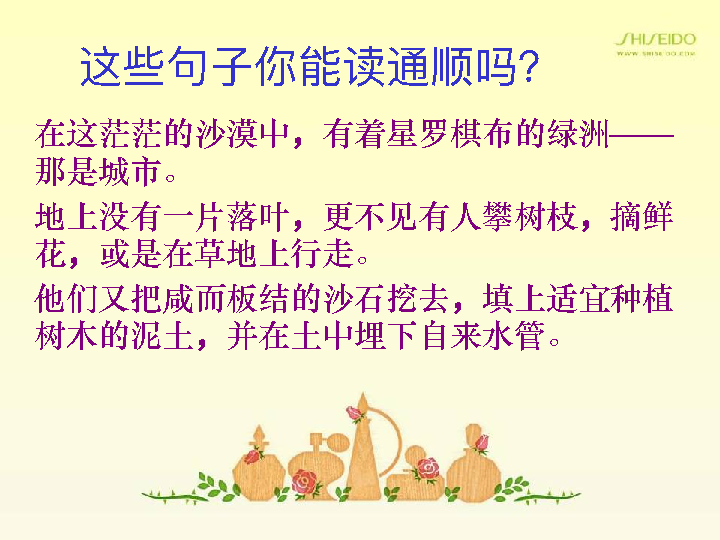 SHISEIDO
WWW.SHISEIDO.COM
这些句子你能读通顺吗?
在这茫茫的沙漠中，有着星罗棋布的绿洲——
那是城市。
地上没有一片落叶，更不见有人攀树枝，摘鲜
花，或是在草地上行走。
他们又把咸而板结的沙石挖去，填上适宜种植
树木的泥土，并在土中埋下自来水管。